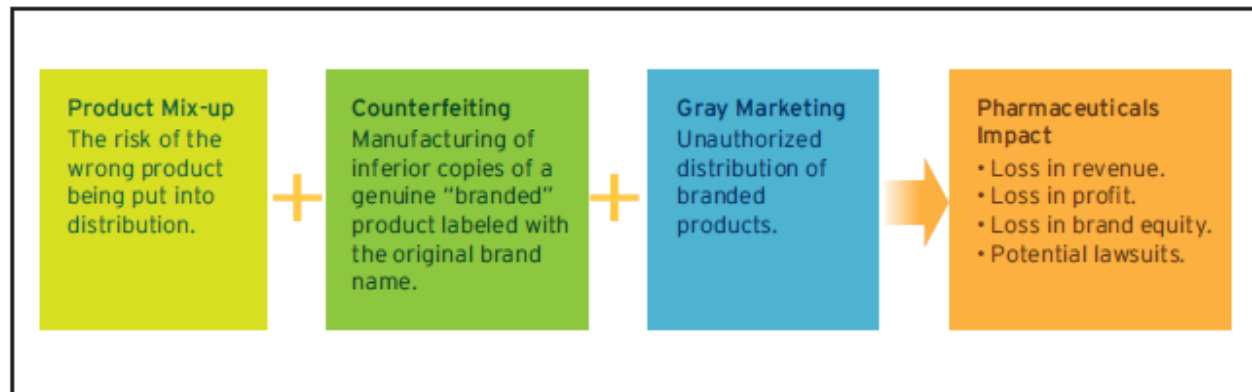 Product Mix-up
The risk of the
wrong product
being put into
distribution.
Counterfeiting
Manufacturing of
inferior copies of a
genuine “branded”
product labeled with
the original brand
name.
Gray Marketing
Unauthorized
distribution of
branded
products.
Pharmaceuticals
Impact
• Loss in revenue.
• Loss in profit.
• Loss in brand equity.
• Potential lawsuits.